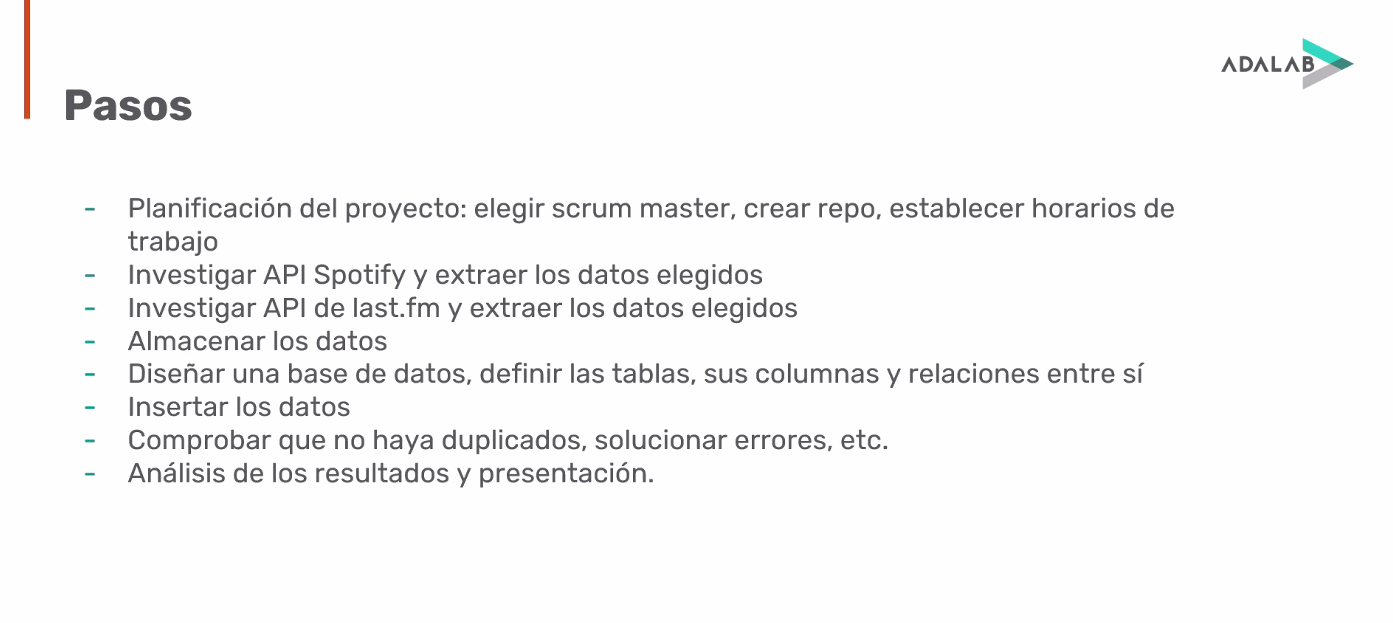 ADALAB
Pasos
- Planificación del proyecto: elegir scrum master, crear repo, establecer horarios de
trabajo
- Investigar API Spotify y extraer los datos elegidos
- Investigar API de last.fm y extraer los datos elegidos
- Almacenar los datos
- Diseñar una base de datos, definir las tablas, sus columnas y relaciones entre sí
- Insertar los datos
- Comprobar que no haya duplicados, solucionar errores, etc.
- Análisis de los resultados y presentación.